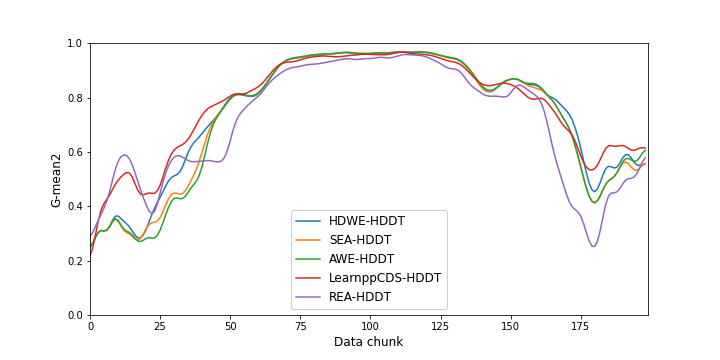 1.0
0.8
0.6
0.4
0.2
0.0
G-mean2
0 25 50 75 100 125 150 175
Data chunk
HDWE-HDDT
SEA-HDDT
AWE-HDDT
LearnppCDS-HDDT
REA-HDDT